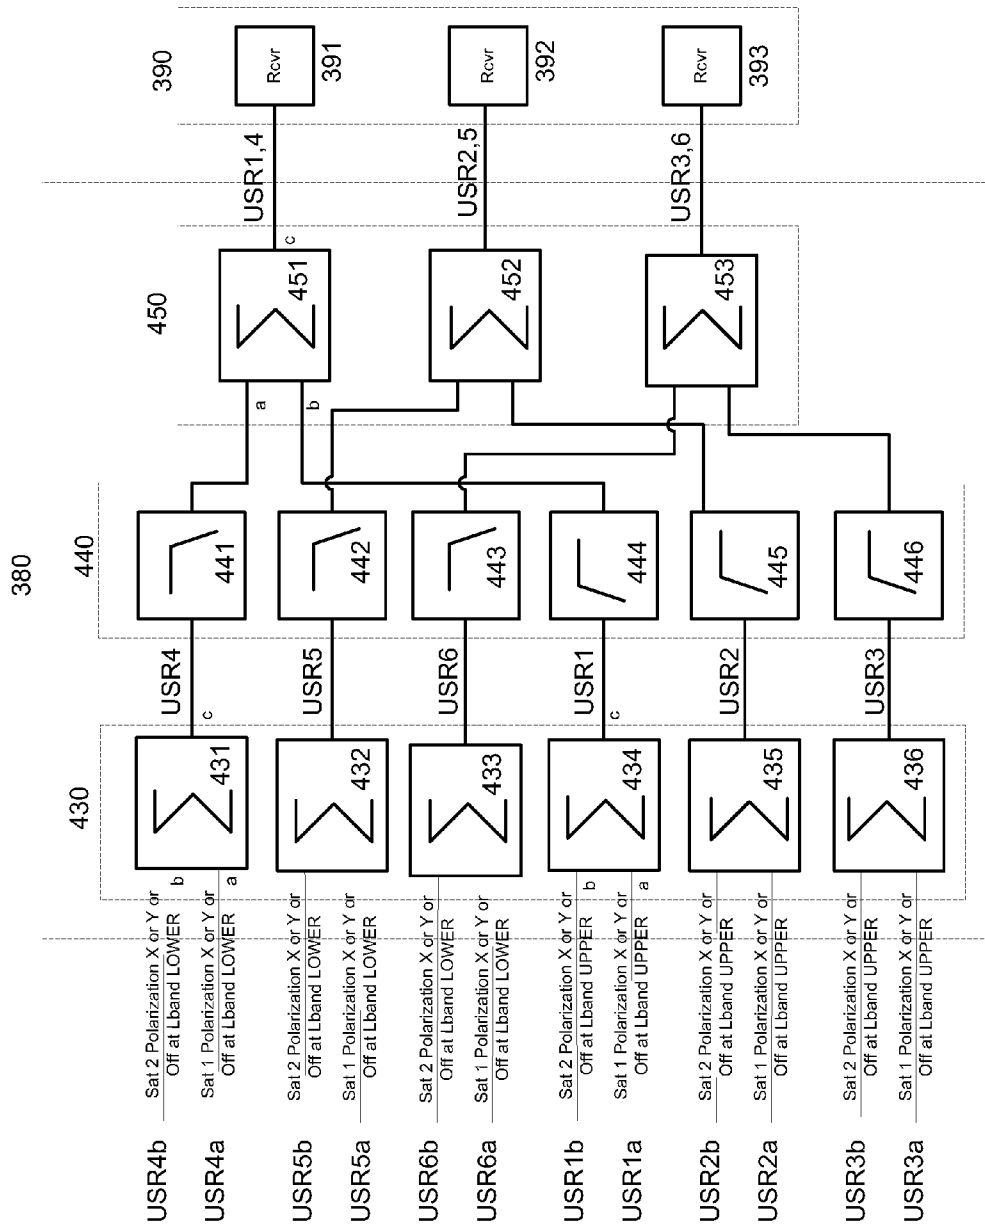 380
430
440
450
390
USR4b
Sat 2 Polarization X or Y or
Off at Lband LOWER
b
USR4a
Sat 1 Polarization X or Y or
Off at Lband LOWER
a
431
c
USR4
441
a
451
c
USR1,4
Rcvr
391
USR5b
Sat 2 Polarization X or Y or
Off at Lband LOWER
USR5a
Sat 1 Polarization X or Y or
Off at Lband LOWER
432
USR5
442
b
USR6b
Sat 2 Polarization X or Y or
Off at Lband LOWER
USR6a
Sat 1 Polarization X or Y or
Off at Lband LOWER
433
USR6
443
452
USR2,5
Rcvr
392
USR1b
Sat 2 Polarization X or Y or
Off at Lband UPPER
b
USR1a
Sat 1 Polarization X or Y or
Off at Lband UPPER
a
434
c
USR1
444
USR2b
Sat 2 Polarization X or Y or
Off at Lband UPPER
USR2a
Sat 1 Polarization X or Y or
Off at Lband UPPER
435
USR2
445
453
USR3,6
Rcvr
393
USR3b
Sat 2 Polarization X or Y or
Off at Lband UPPER
USR3a
Sat 1 Polarization X or Y or
Off at Lband UPPER
436
USR3
446